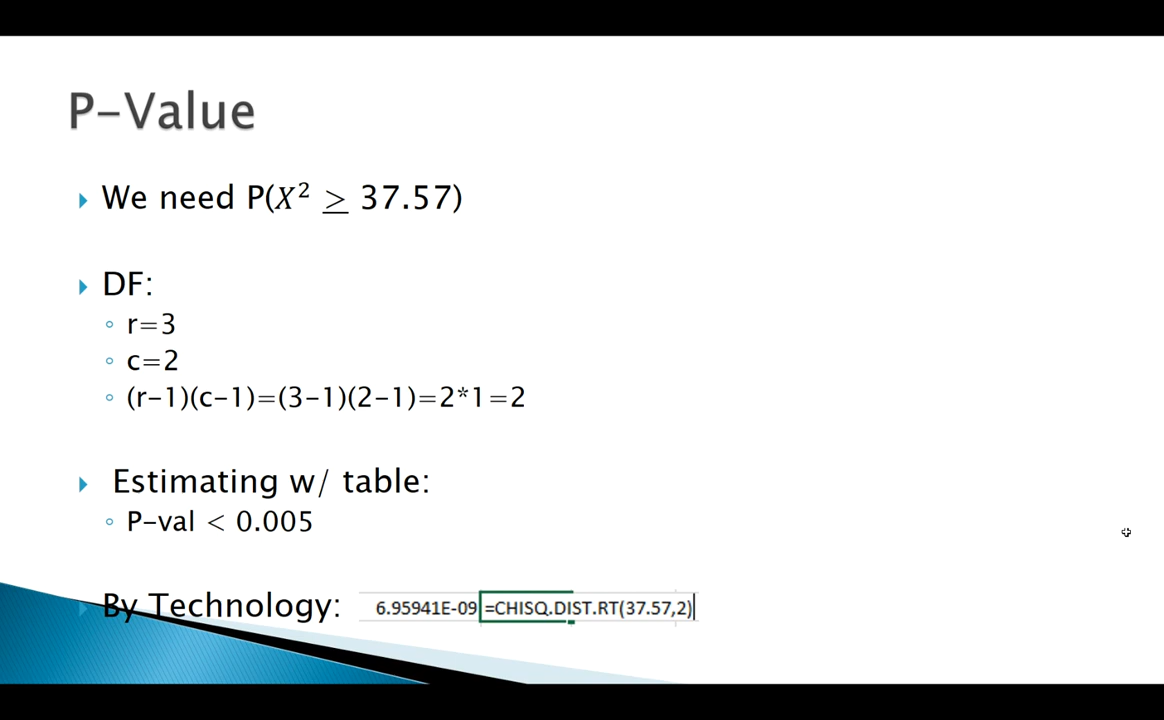 P-Value
We need P(X² ≥ 37.57)
DF:
r=3
c=2
(r-1)(c-1)=(3-1)(2-1)=2*1=2
Estimating w/ table:
P-val < 0.005
By Technology: 6.95941E-09 =CHISQ.DIST.RT(37.57,2)